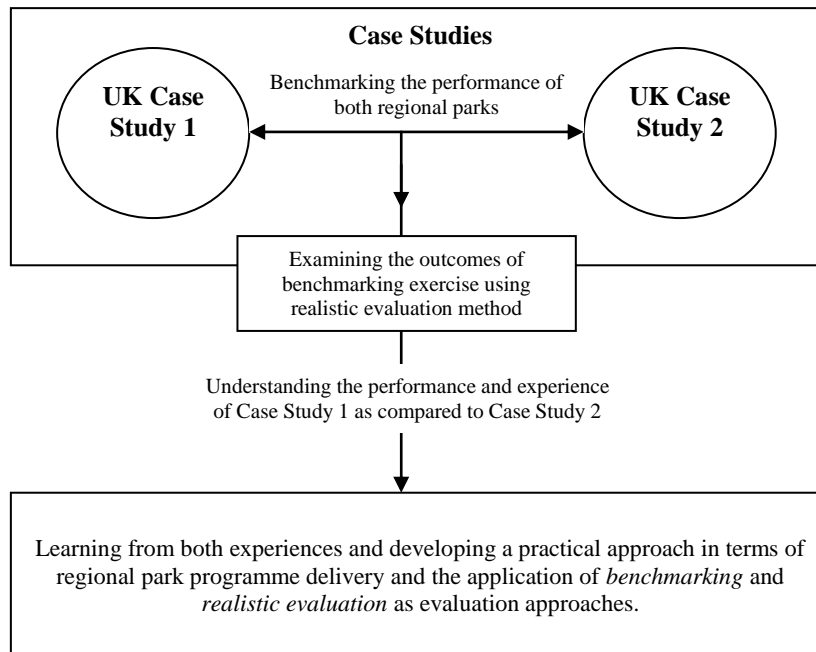 Case Studies
UK Case
Study 1
Benchmarking the performance of
both regional parks
UK Case
Study 2
Examining the outcomes of
benchmarking exercise using
realistic evaluation method
Understanding the performance and experience
of Case Study 1 as compared to Case Study 2
Learning from both experiences and developing a practical approach in terms of
regional park programme delivery and the application of benchmarking and
realistic evaluation as evaluation approaches.